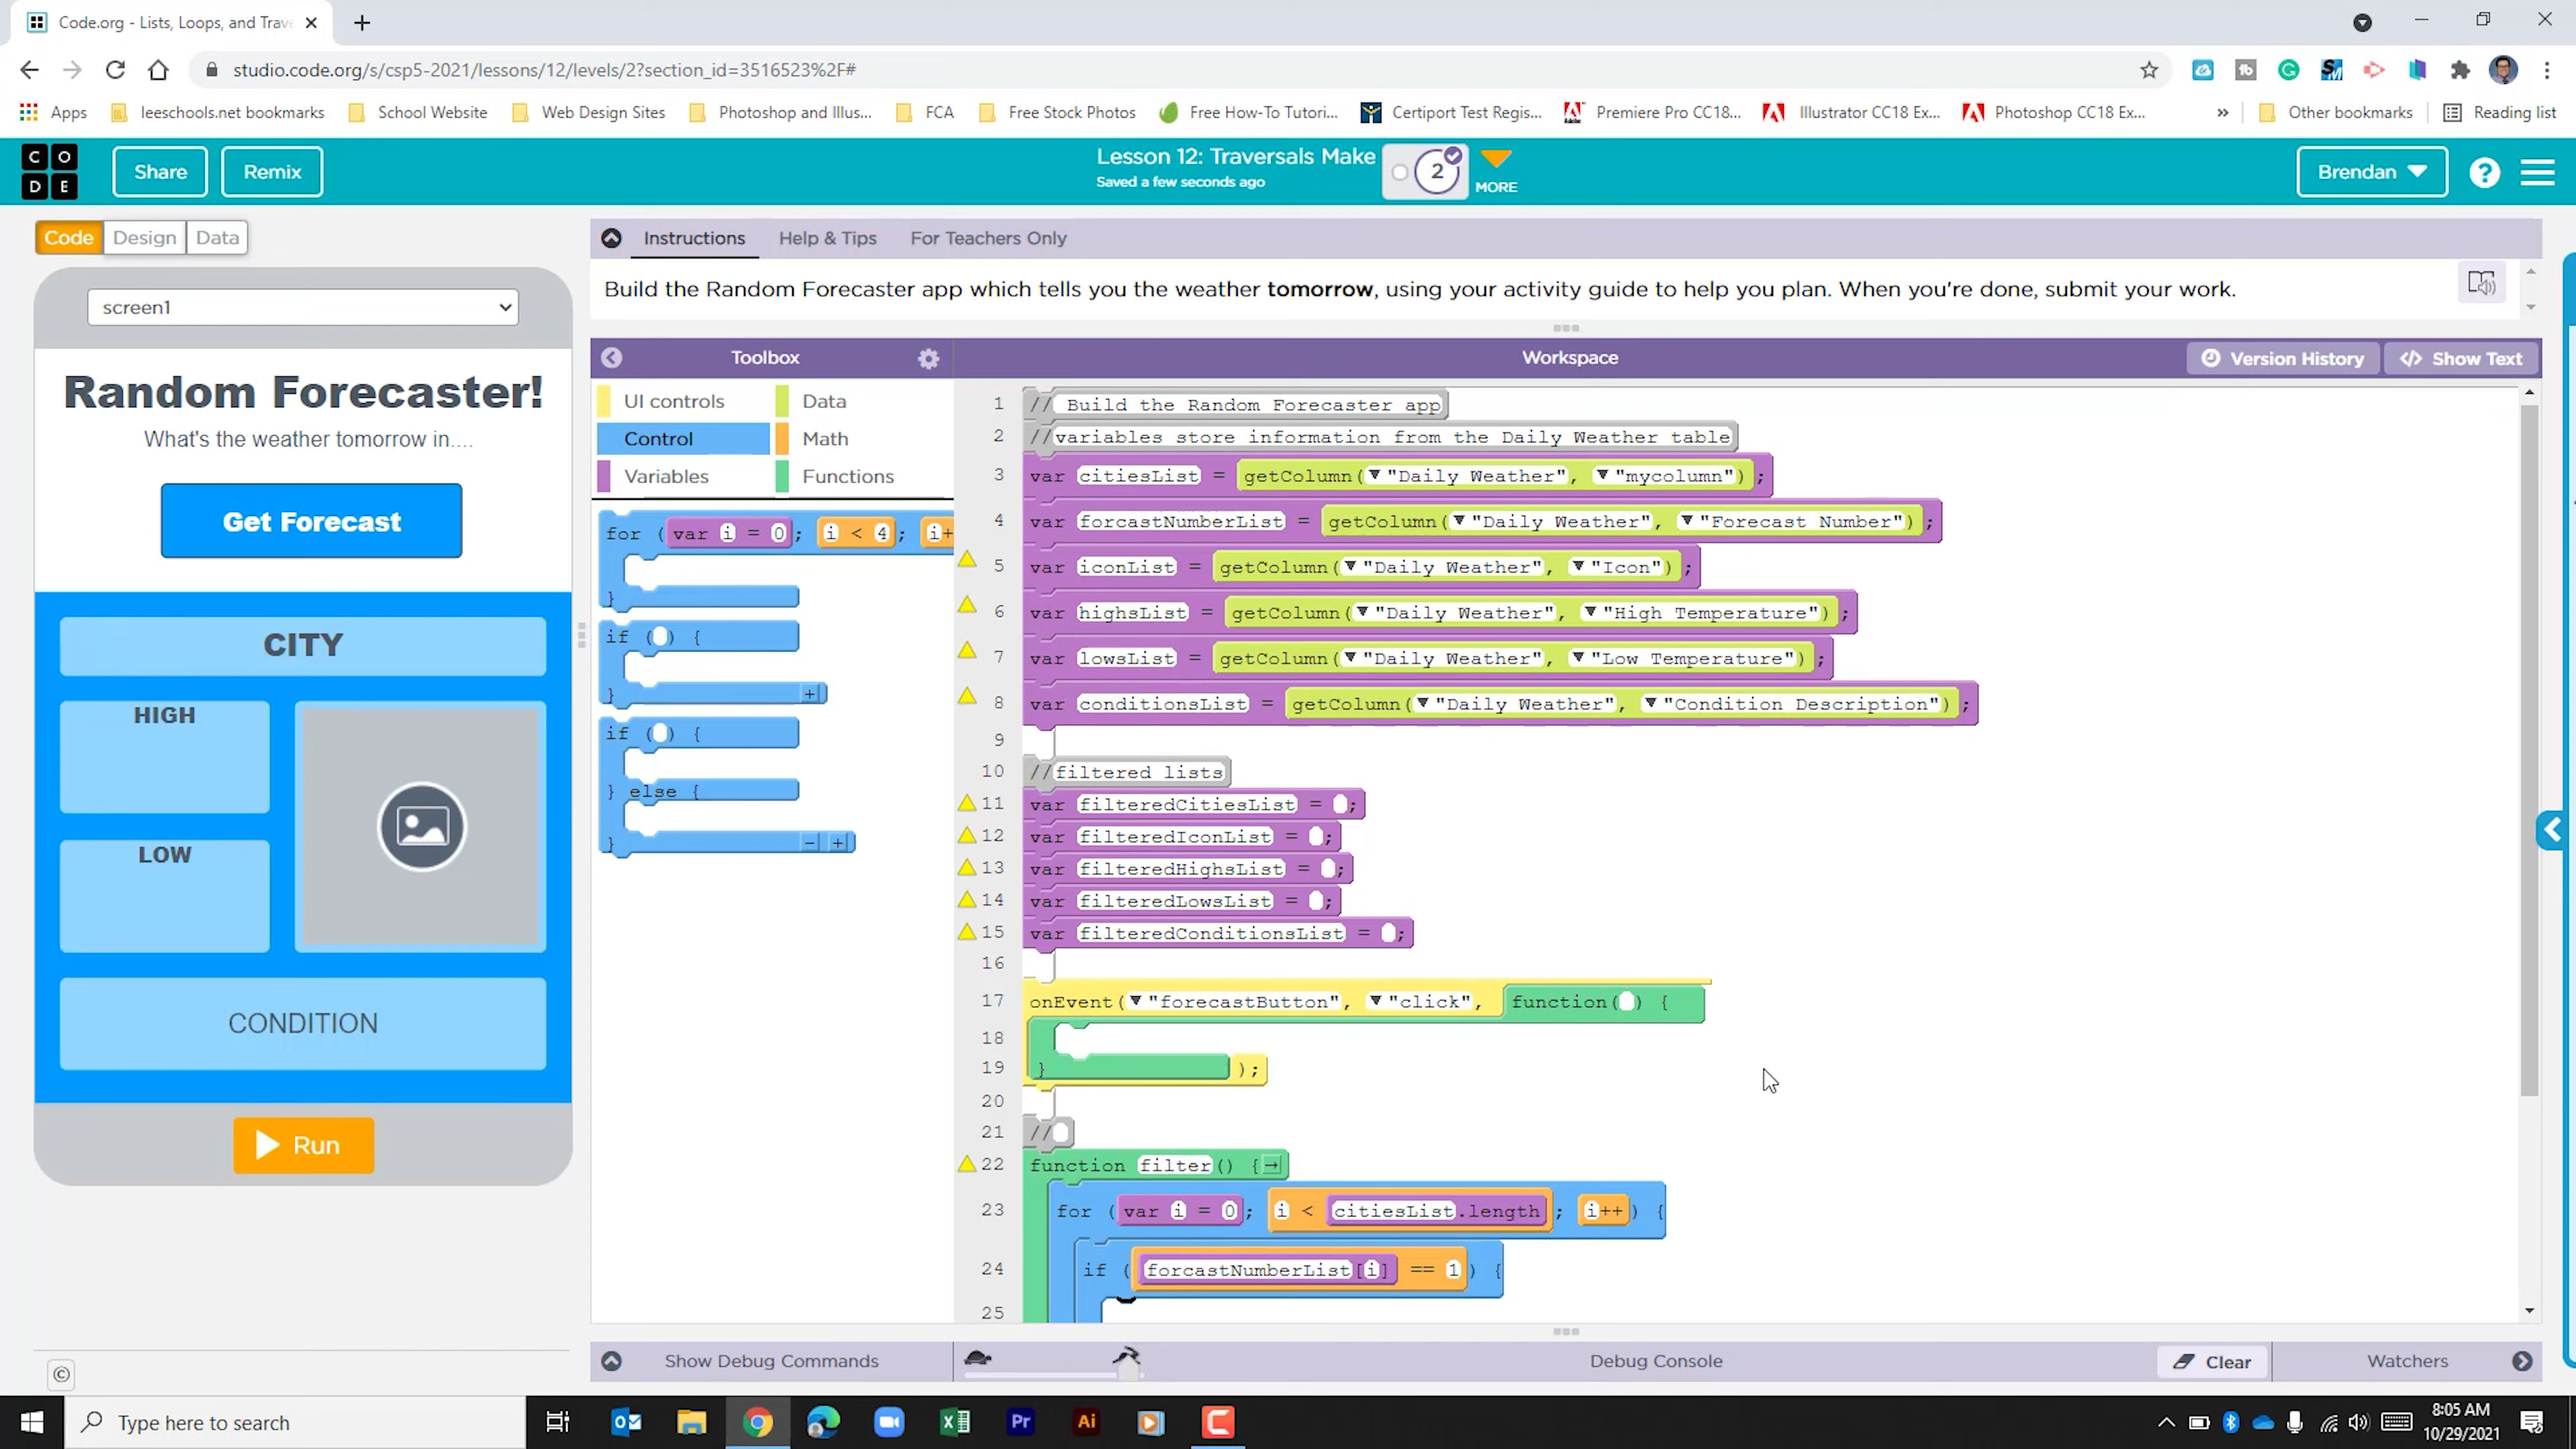 Code.org - Lists, Loops, and Trav
studio.code.org/s/csp5-2021/lessons/12/levels/2?section_id=3516523%2F#
Apps leeschools.net bookmarks School Website Web Design Sites Photoshop and Illus... FCA Free Stock Photos Free How-To Tutori... Certiport Test Regis... Premiere Pro CC18... Illustrator CC18 Ex... Photoshop CC18 Ex... » Other bookmarks Reading list
CODE
Share
Remix
Lesson 12: Traversals Make
Saved a few seconds ago
2
MORE
Brendan
?
Code Design Data
Instructions Help & Tips For Teachers Only
Build the Random Forecaster app which tells you the weather tomorrow, using your activity guide to help you plan. When you're done, submit your work.
screen1
Random Forecaster!
What's the weather tomorrow in....
Get Forecast
CITY
HIGH
LOW
CONDITION
Run
Toolbox
UI controls Data
Control Math
Variables Functions
for (var i = 0; i < 4; i+
}
if () {
} +
if () {
} else {
} - +
Workspace
Version History
Show Text
1 // Build the Random Forecaster app
2 //variables store information from the Daily Weather table
3 var citiesList = getColumn("Daily Weather", "mycolumn");
4 var forcastNumberList = getColumn("Daily Weather", "Forecast Number");
5 var iconList = getColumn("Daily Weather", "Icon");
6 var highsList = getColumn("Daily Weather", "High Temperature");
7 var lowsList = getColumn("Daily Weather", "Low Temperature");
8 var conditionsList = getColumn("Daily Weather", "Condition Description");
9
10 //filtered lists
11 var filteredCitiesList = ;
12 var filteredIconList = ;
13 var filteredHighsList = ;
14 var filteredLowsList = ;
15 var filteredConditionsList = ;
16
17 onEvent("forecastButton", "click", function() {
18
19 });
20
21 //
22 function filter() {
23 for (var i = 0; i < citiesList.length; i++) {
24 if (forcastNumberList[i] == 1) {
25
Show Debug Commands
Debug Console
Clear
Watchers
Type here to search
Pr
Ai
8:05 AM
10/29/2021